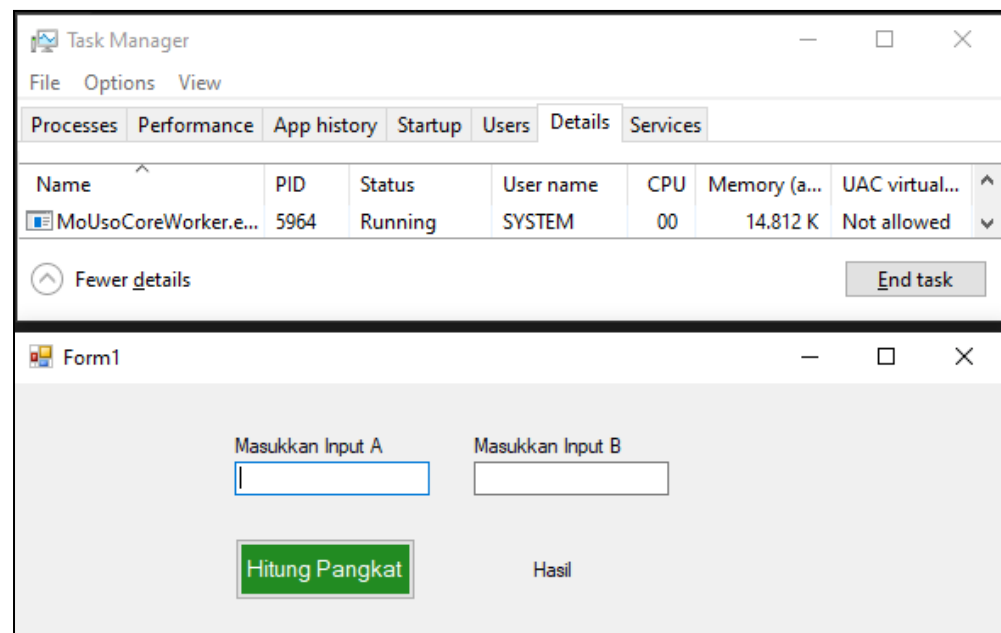 Task Manager
File Options View
Processes Performance App history Startup Users Details Services
Name PID Status User name CPU Memory (a... UAC virtual...
MoUsoCoreWorker.e... 5964 Running SYSTEM 00 14.812 K Not allowed
Fewer details End task
Form1
Masukkan Input A Masukkan Input B
Hitung Pangkat Hasil